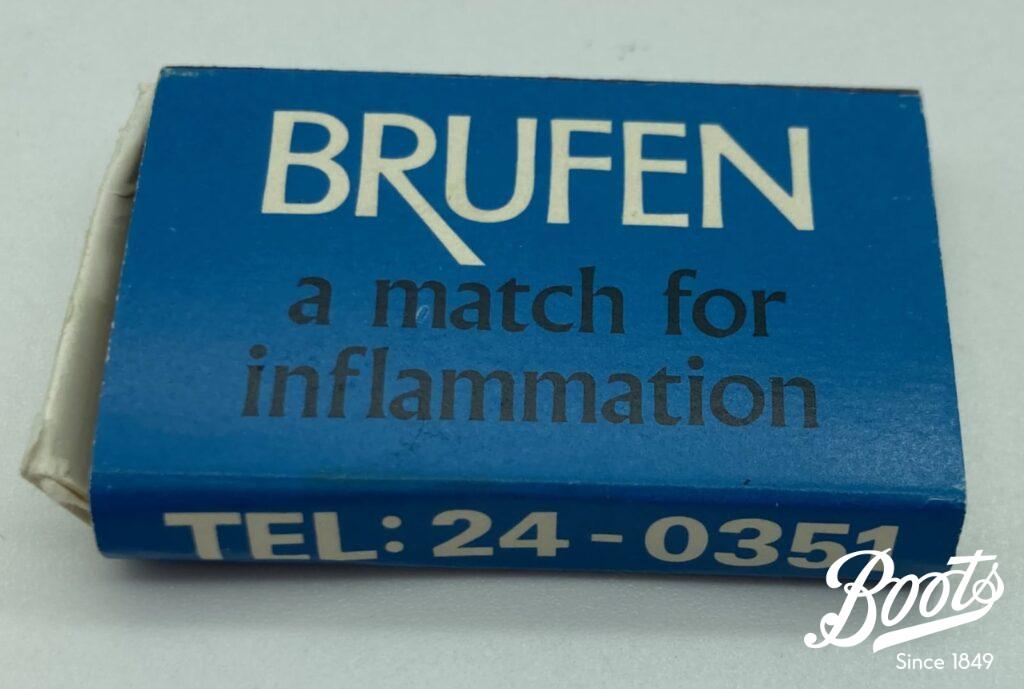 BRUFEN
a match for
inflammation
TEL: 24-0351
Boots
Since 1849